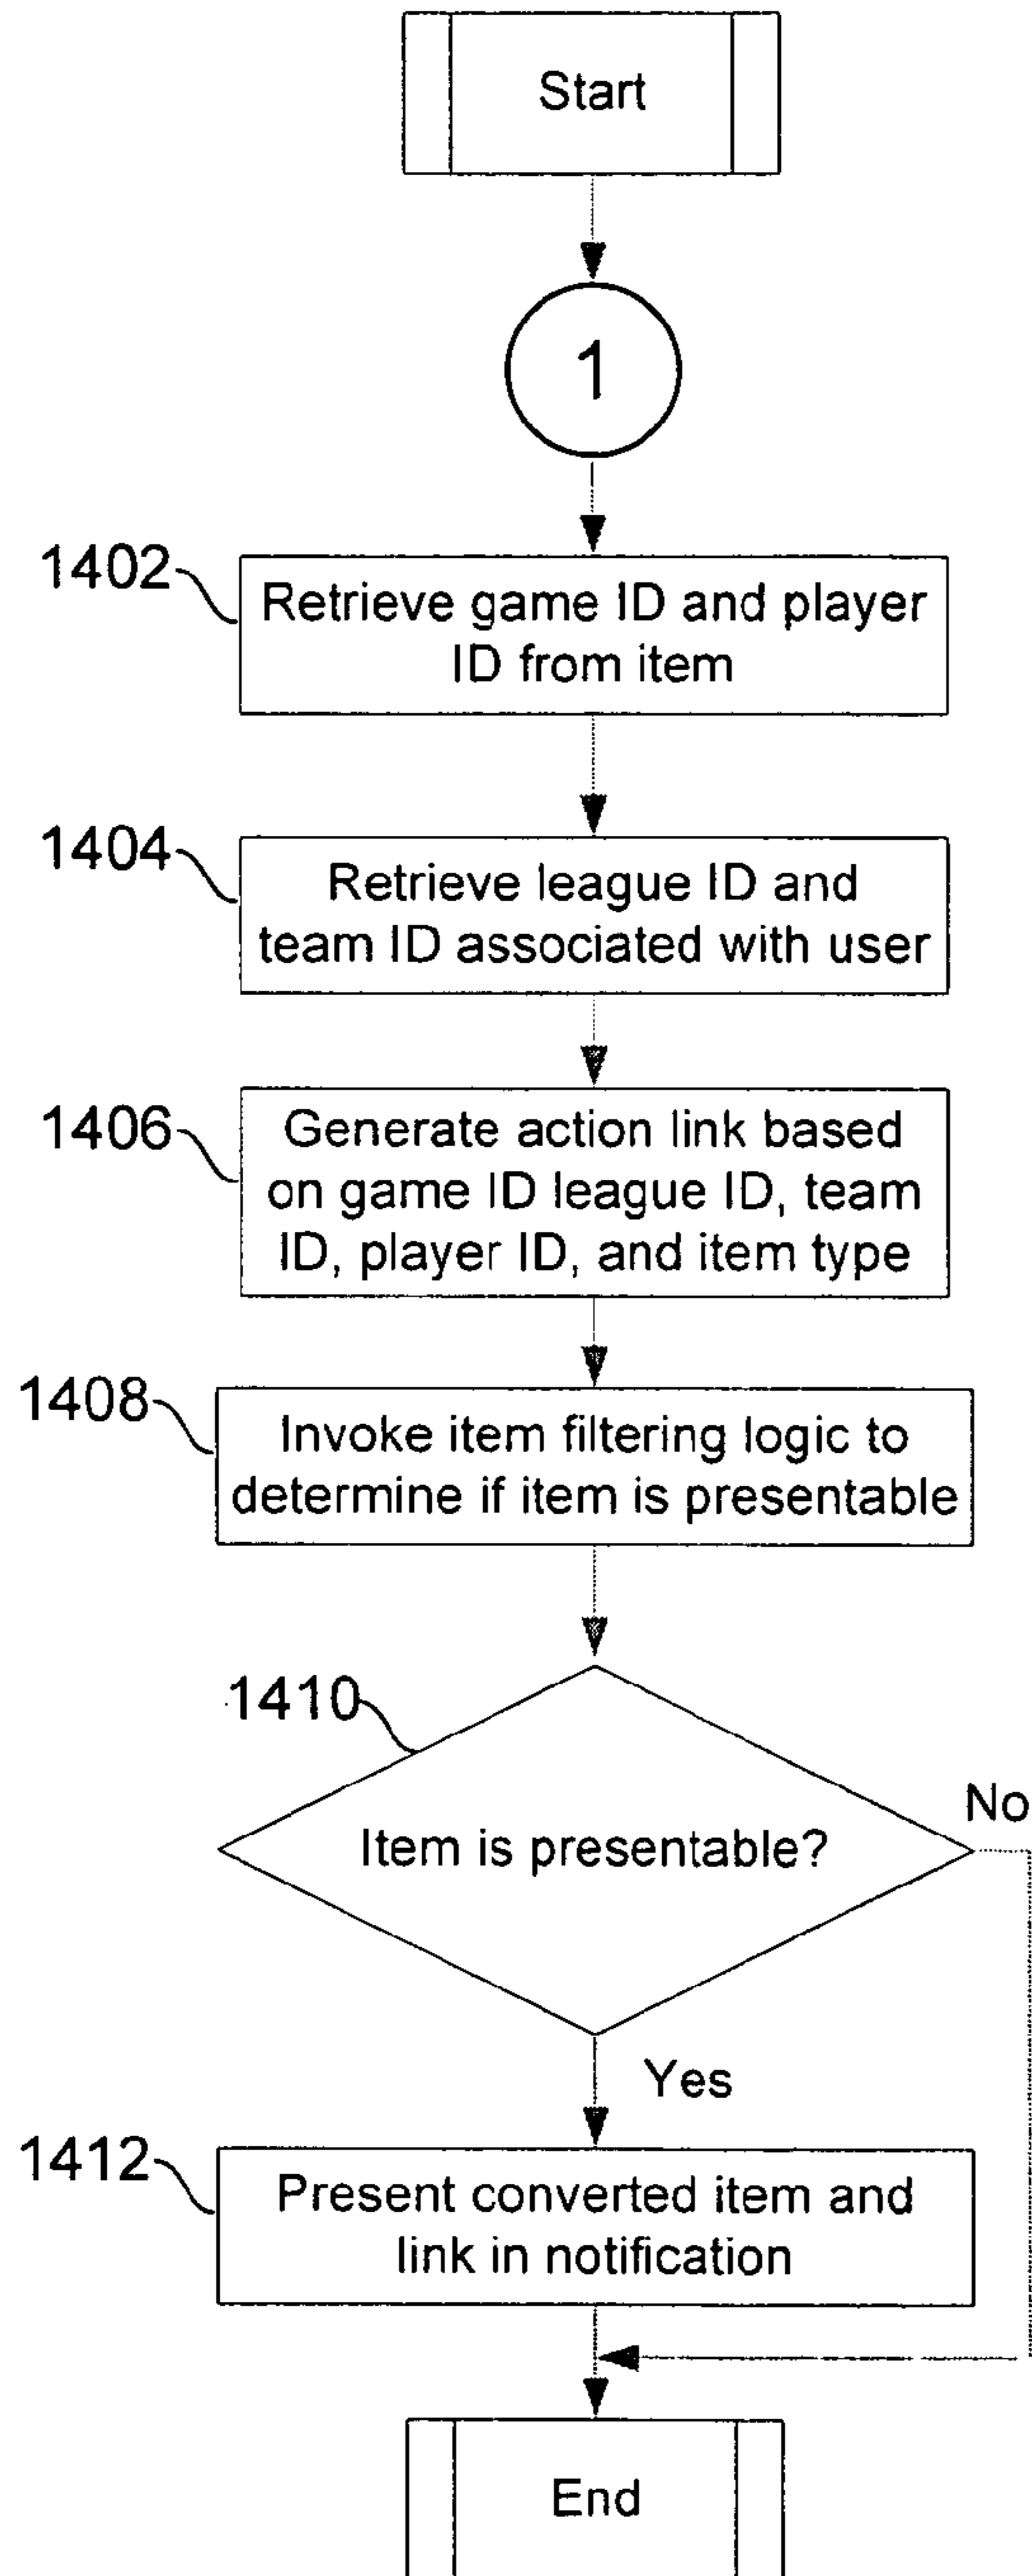 Start
1
1402
Retrieve game ID and player
ID from item
1404
Retrieve league ID and
team ID associated with user
1406
Generate action link based
on game ID league ID, team
ID, player ID, and item type
1408
Invoke item filtering logic to
determine if item is presentable
1410
Item is presentable?
No
Yes
1412
Present converted item and
link in notification
End